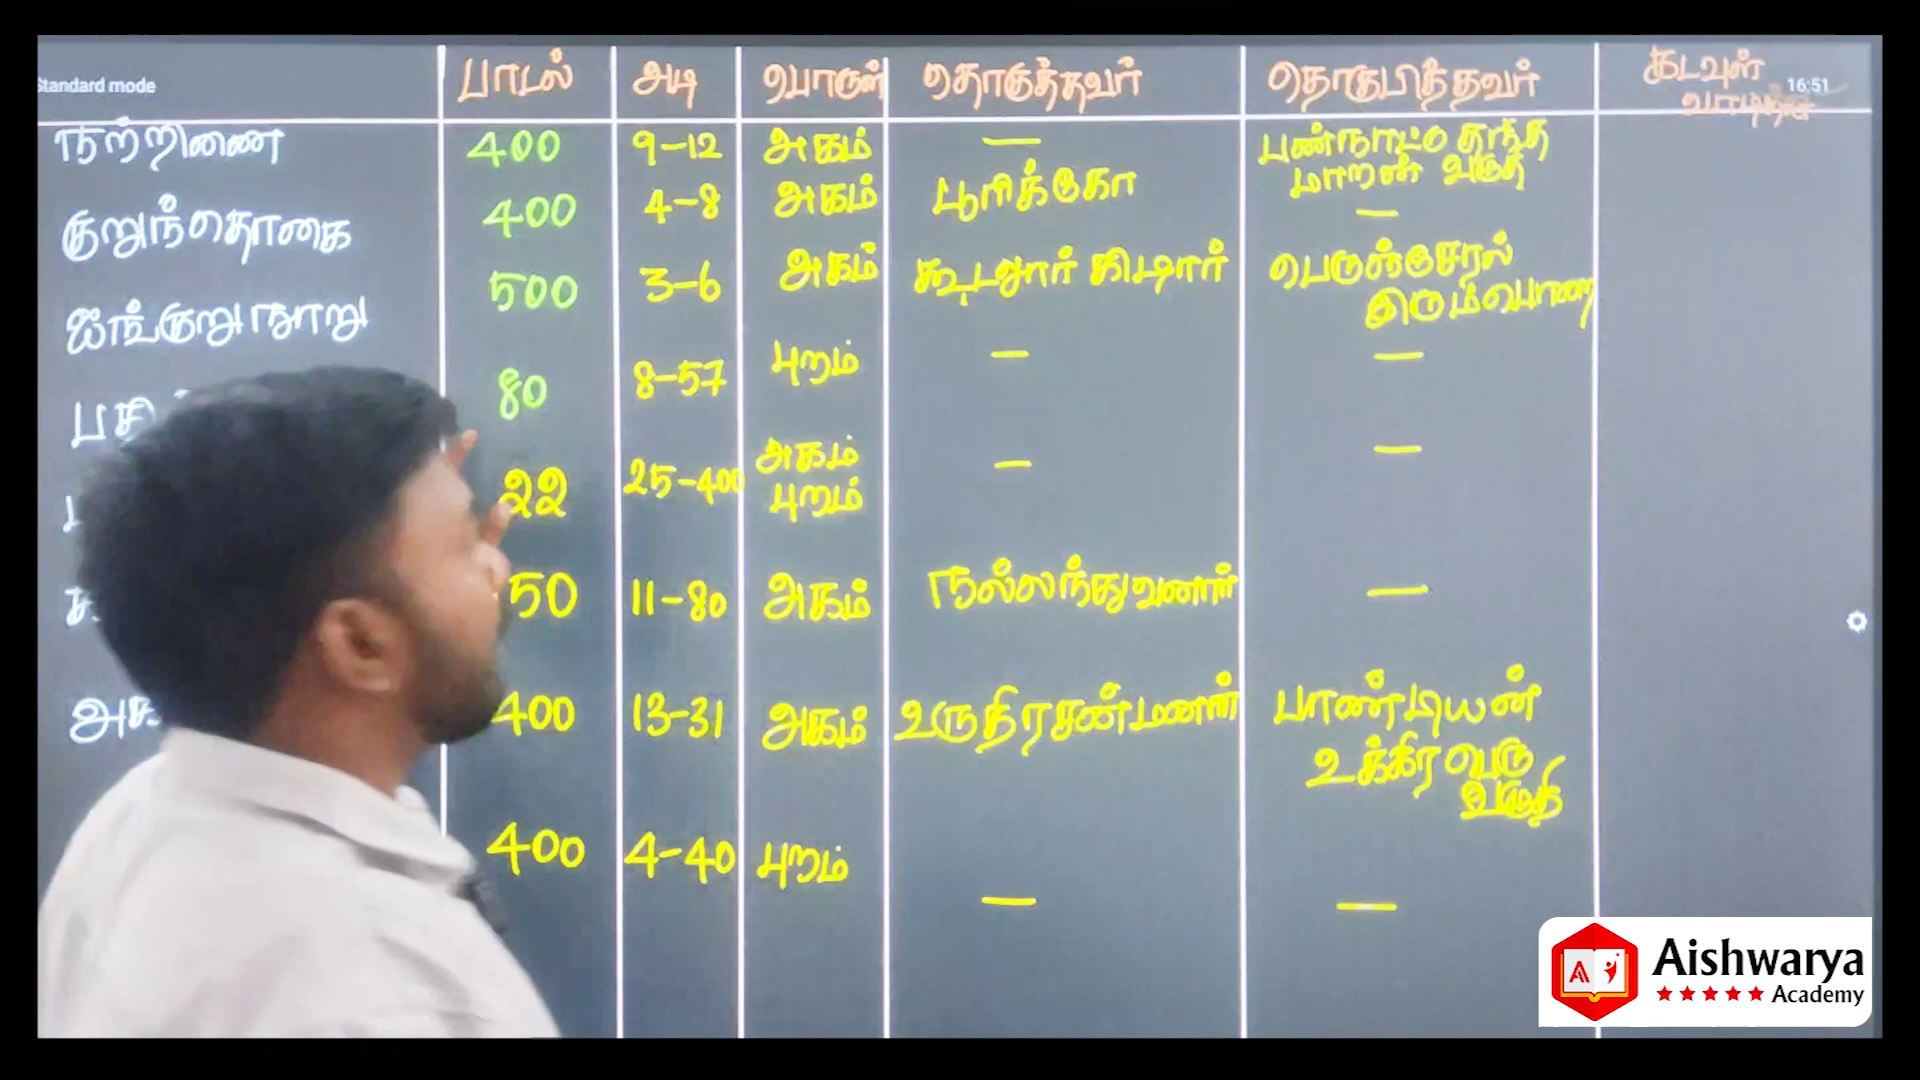 Standard mode
பாடல் அடி பொருள் தொகுத்தவர் தொகுபித்தவர் கடவுள்
16:51
நற்றிணை 400 9-12 அகம் — பண்நாட்டு தந்த
மாறன் வழுதி
குறுந்தொகை 400 4-8 அகம் பூரிக்கோ —
ஐங்குறுநூறு 500 3-6 அகம் கூடலூர் கிழார் பெருஞ்சேரல்
இரும்பொறை
80 8-57 புறம் — —
22 25-400 அகம்
புறம் — —
50 11-80 அகம் நல்லந்துவனார் —
400 13-31 அகம் உருத்திரசன்மனார் பாண்டியன்
உக்கிர பெரு
வழுதி
400 4-40 புறம் — —
Aishwarya
Academy